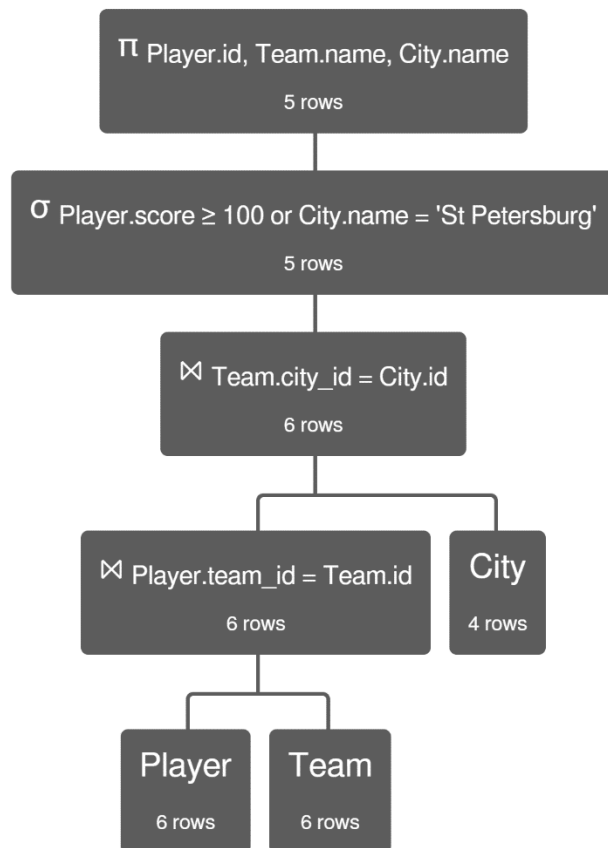 π Player.id, Team.name, City.name
5 rows
σ Player.score ≥ 100 or City.name = 'St Petersburg'
5 rows
⋈ Team.city_id = City.id
6 rows
⋈ Player.team_id = Team.id
6 rows
City
4 rows
Player
6 rows
Team
6 rows